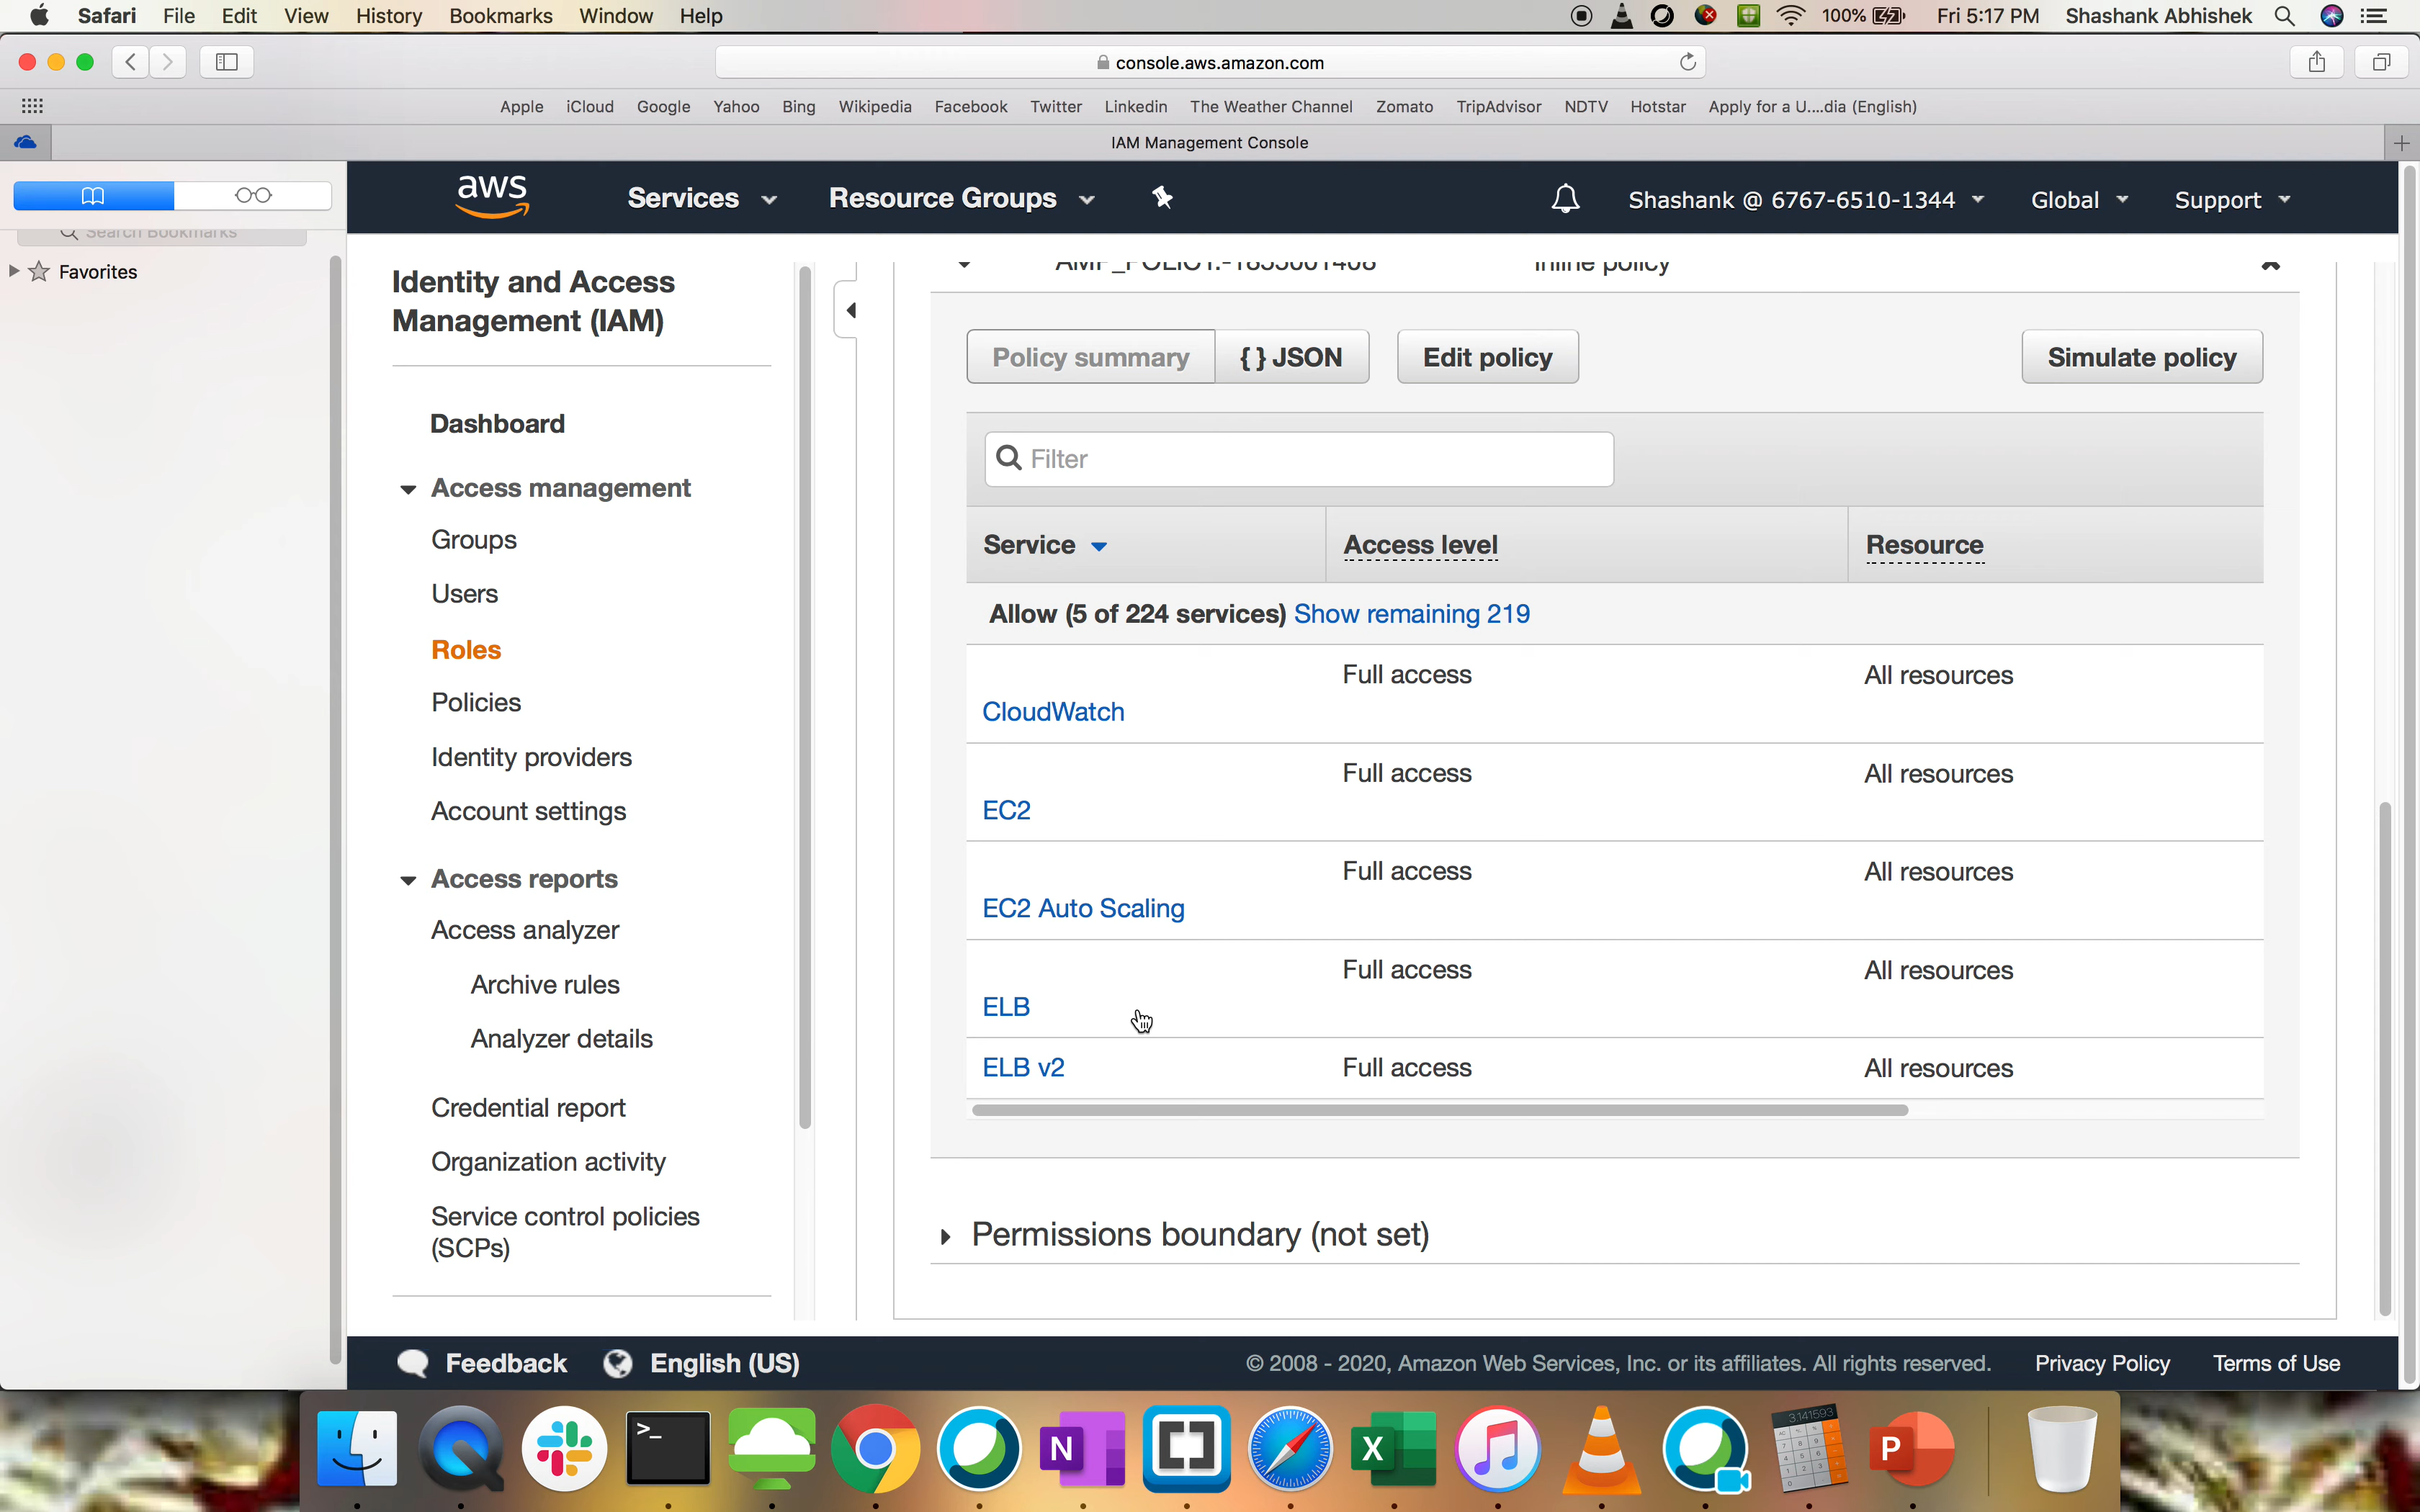 Safari File Edit View History Bookmarks Window Help 100% Fri 5:17 PM Shashank Abhishek
console.aws.amazon.com
Apple iCloud Google Yahoo Bing Wikipedia Facebook Twitter Linkedin The Weather Channel Zomato TripAdvisor NDTV Hotstar Apply for a U....dia (English)
IAM Management Console
aws Services Resource Groups Shashank @ 6767-6510-1344 Global Support
Search Bookmarks
Favorites
Identity and Access
Management (IAM)
Dashboard
Access management
Groups
Users
Roles
Policies
Identity providers
Account settings
Access reports
Access analyzer
Archive rules
Analyzer details
Credential report
Organization activity
Service control policies
(SCPs)
Inline policy
Policy summary { } JSON Edit policy Simulate policy
Filter
Service Access level Resource
Allow (5 of 224 services) Show remaining 219
CloudWatch Full access All resources
EC2 Full access All resources
EC2 Auto Scaling Full access All resources
ELB Full access All resources
ELB v2 Full access All resources
Permissions boundary (not set)
Feedback English (US) © 2008 - 2020, Amazon Web Services, Inc. or its affiliates. All rights reserved. Privacy Policy Terms of Use
>_ N X 3.141593 P